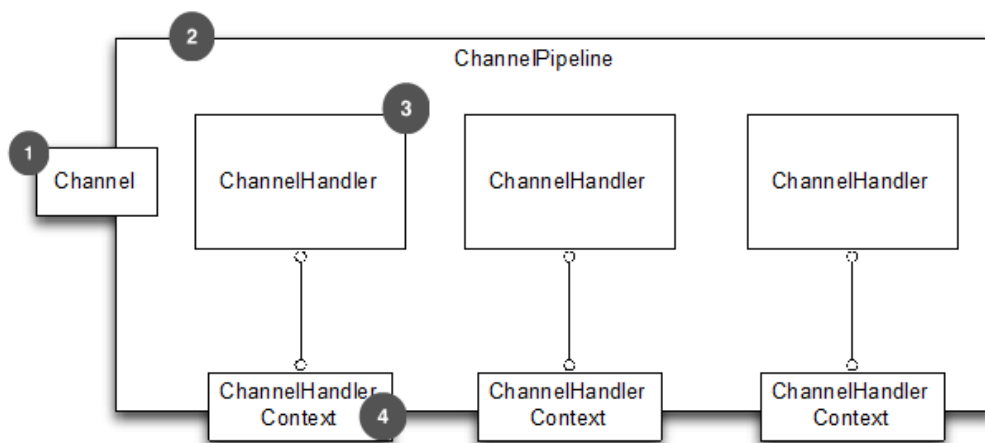 2
ChannelPipeline
3
1
Channel
ChannelHandler
ChannelHandler
ChannelHandler
ChannelHandler
Context
4
ChannelHandler
Context
ChannelHandler
Context